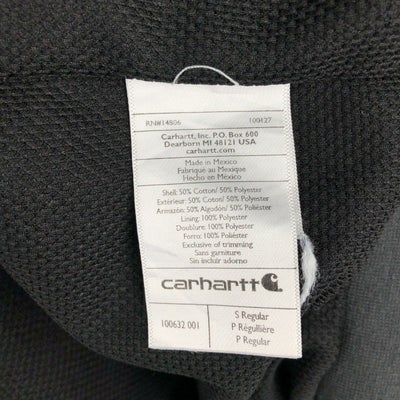 RN#14806 100127
Carhartt, Inc. P.O. Box 600
Dearborn MI 48121 USA
carhartt.com
Made in Mexico
Fabriqué au Mexique
Hecho en Mexico
Shell: 50% Cotton/ 50% Polyester
Extérieur: 50% Coton/ 50% Polyester
Armazón: 50% Algodón/ 50% Poliéster
Lining: 100% Polyester
Doublure: 100% Polyester
Forro: 100% Poliéster
Exclusive of trimming
Sans garniture
Sin incluir adorno
carhartt
100632 001
S Regular
P Régullière
P Regular